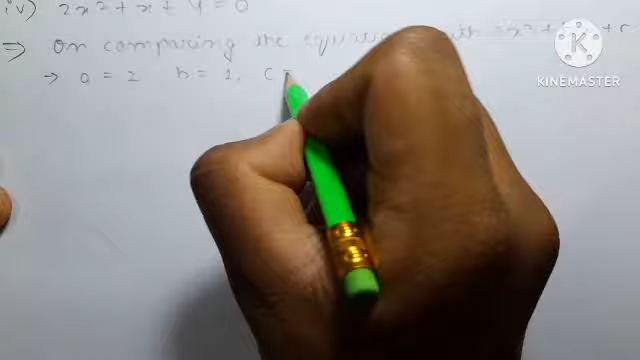 iv) 2x2 + x + 4 = 0
⇒ On comparing the equation with
→ a = 2 b = 1, c =
KINEMASTER